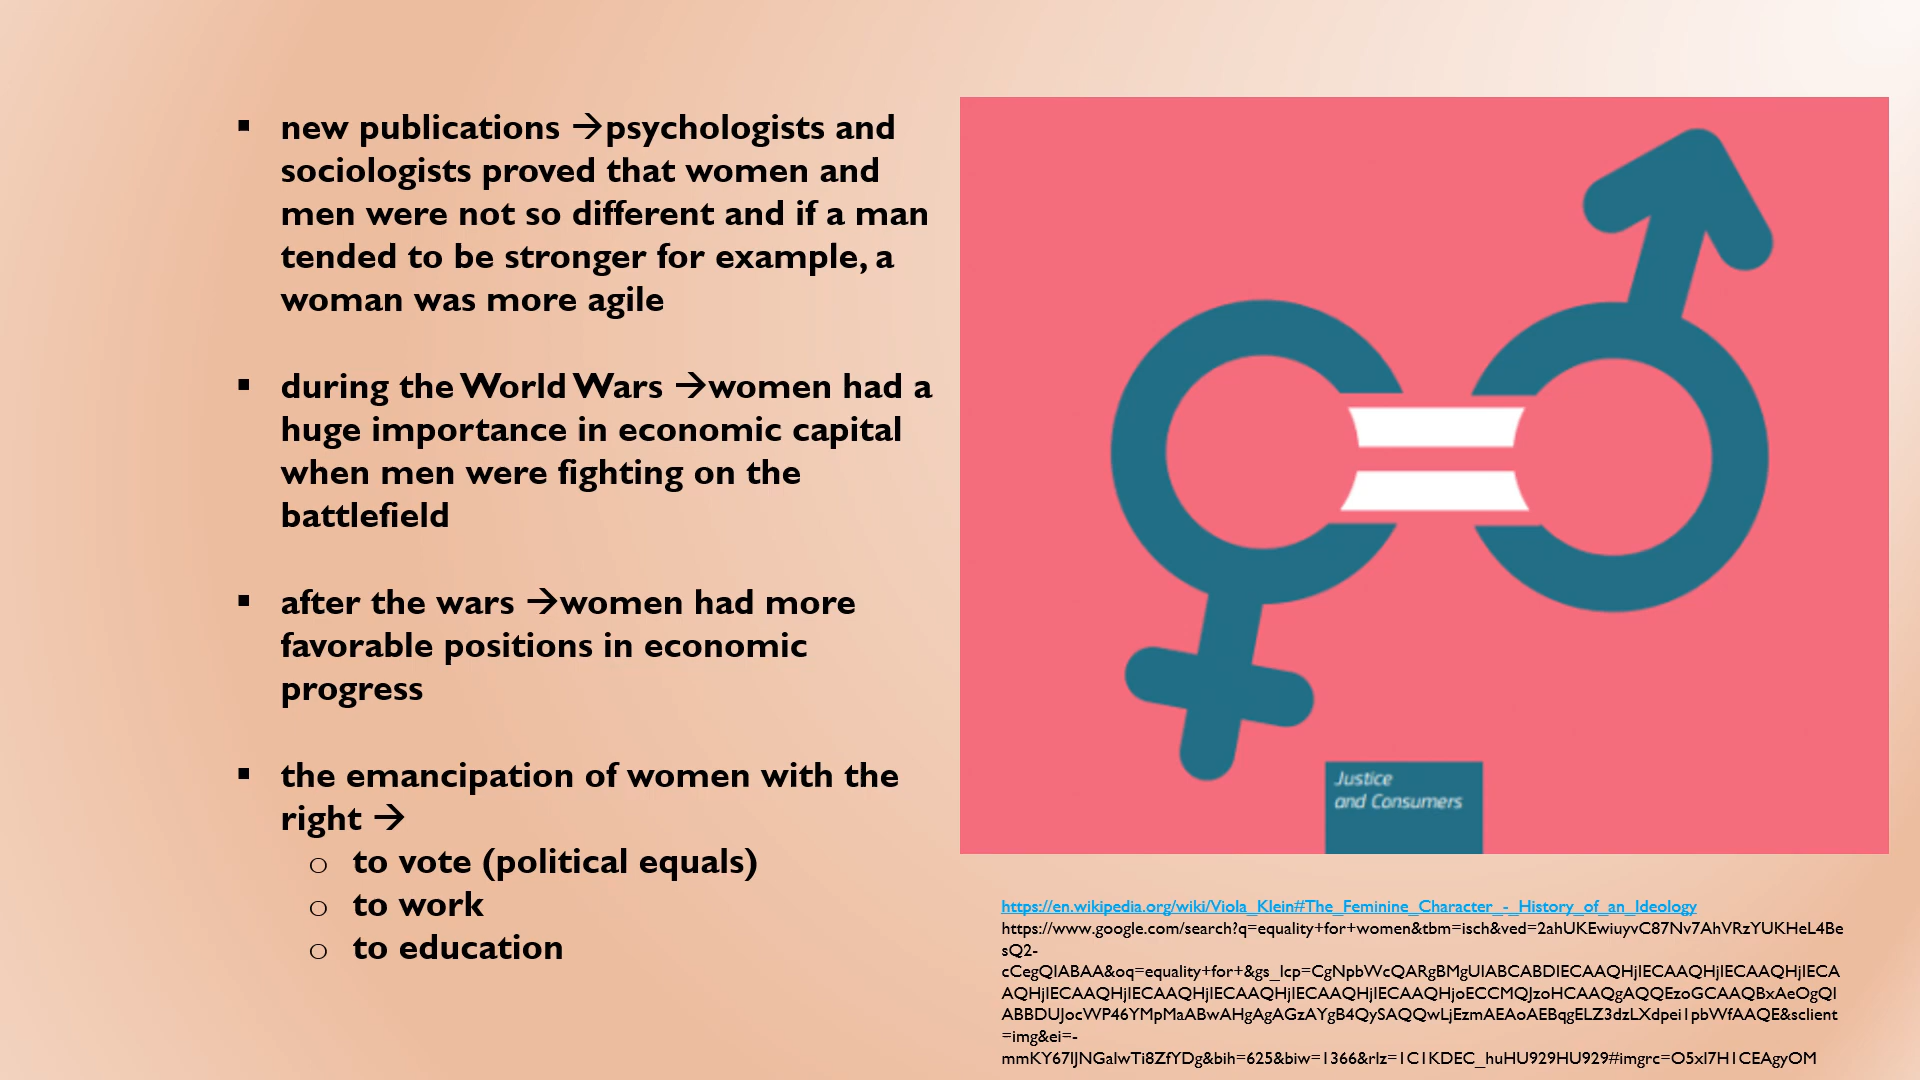 ▪ new publications →psychologists and
sociologists proved that women and
men were not so different and if a man
tended to be stronger for example, a
woman was more agile
▪ during the World Wars →women had a
huge importance in economic capital
when men were fighting on the
battlefield
▪ after the wars →women had more
favorable positions in economic
progress
▪ the emancipation of women with the
right →
o to vote (political equals)
o to work
o to education
Justice
and Consumers
https://en.wikipedia.org/wiki/Viola_Klein#The_Feminine_Character_-_History_of_an_Ideology
https://www.google.com/search?q=equality+for+women&tbm=isch&ved=2ahUKEwiuyvC87Nv7AhVRzYUKHeL4Be
sQ2-
cCegQIABAA&oq=equality+for+&gs_lcp=CgNpbWcQARgBMgUIABCABDIECAAQHjIECAAQHjIECAAQHjIECA
AQHjIECAAQHjIECAAQHjIECAAQHjIECAAQHjIECAAQHjoECCMQJzoHCAAQgAQQEzoGCAAQBxAeOgQI
ABBDUJocWP46YMpMaABwAHgAgAGzAYgB4QySAQQwLjEzmAEAoAEBqgELZ3dzLXdpei1pbWfAAQE&sclient
=img&ei=-
mmKY67lJNGalwTi8ZfYDg&bih=625&biw=1366&rlz=1C1KDEC_huHU929HU929#imgrc=O5xl7H1CEAgyOM